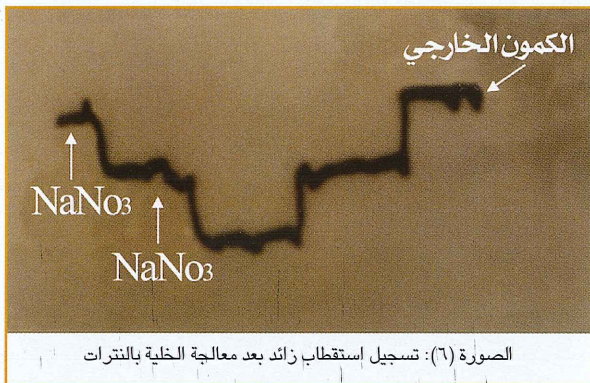 الكمون الخارجي
NaNo3
NaNo3
الصورة (٦): تسجيل استقطاب زائد بعد معالجة الخلية بالنترات